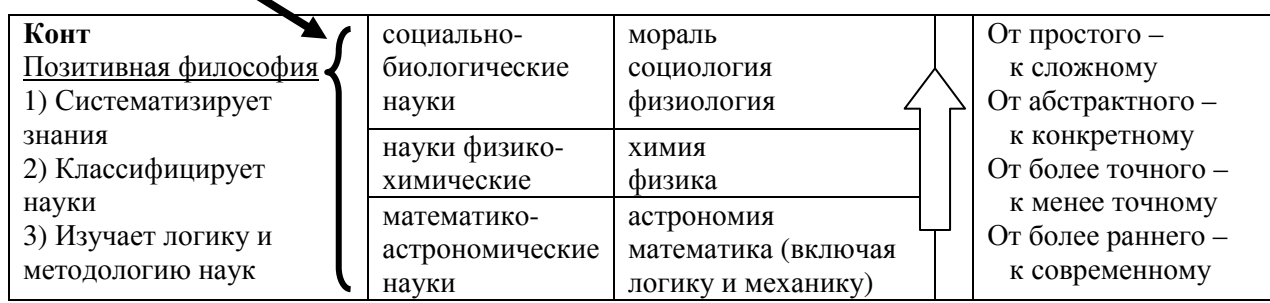 Конт
Позитивная философия
1) Систематизирует
знания
2) Классифицирует
науки
3) Изучает логику и
методологию наук
социально-
биологические
науки
мораль
социология
физиология
науки физико-
химические
химия
физика
математико-
астрономические
науки
астрономия
математика (включая
логику и механику)
От простого –
к сложному
От абстрактного –
к конкретному
От более точного –
к менее точному
От более раннего –
к современному